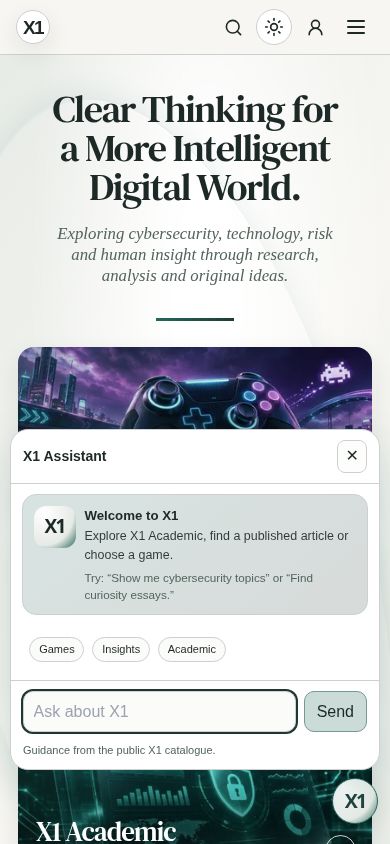 X1
Clear Thinking for
a More Intelligent
Digital World.
Exploring cybersecurity, technology, risk
and human insight through research,
analysis and original ideas.
X1 Assistant
×
X1
Welcome to X1
Explore X1 Academic, find a published article or
choose a game.
Try: “Show me cybersecurity topics” or “Find
curiosity essays.”
Games
Insights
Academic
Ask about X1
Send
Guidance from the public X1 catalogue.
X1
X1 Academic